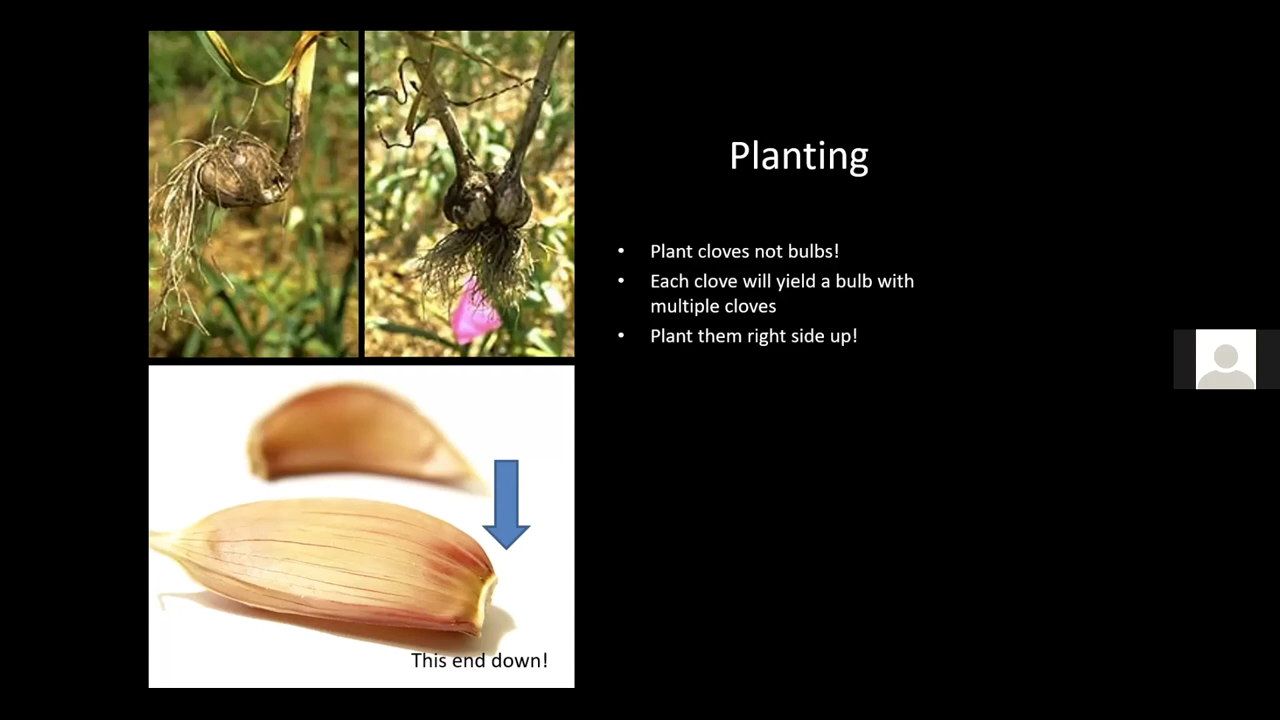 Planting
• Plant cloves not bulbs!
• Each clove will yield a bulb with
multiple cloves
• Plant them right side up!
This end down!